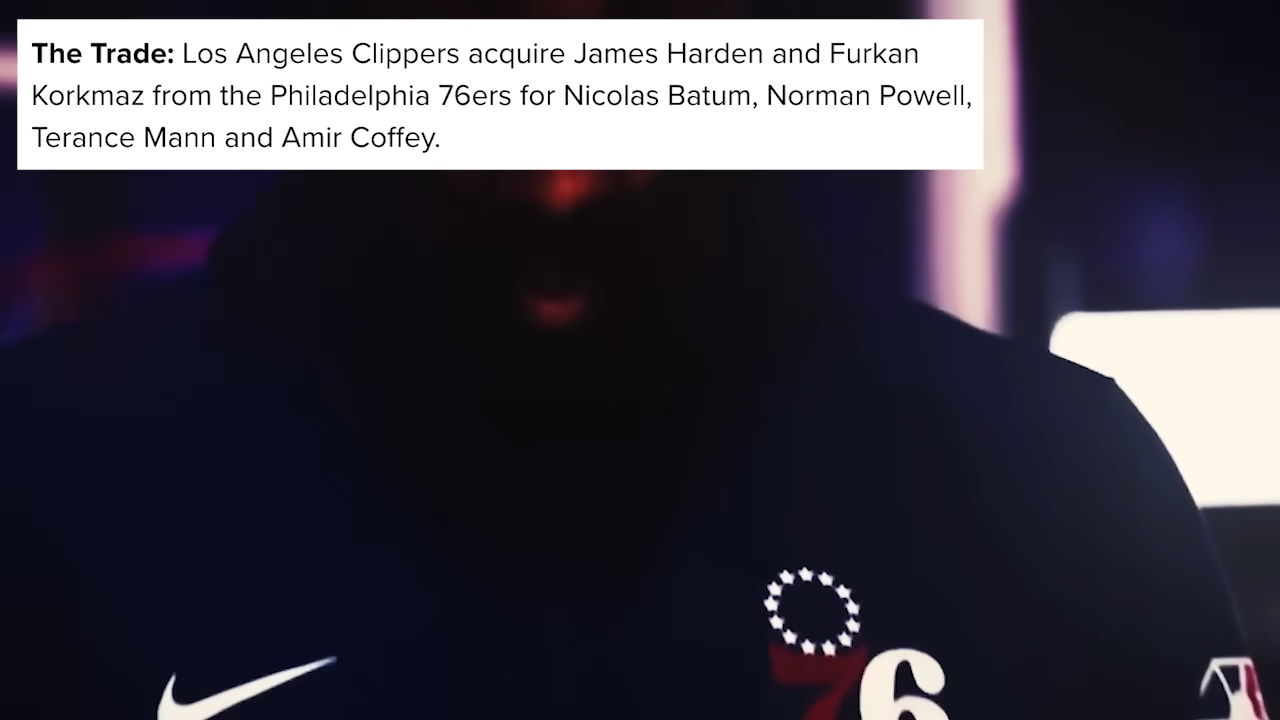 The Trade: Los Angeles Clippers acquire James Harden and Furkan
Korkmaz from the Philadelphia 76ers for Nicolas Batum, Norman Powell,
Terance Mann and Amir Coffey.
76